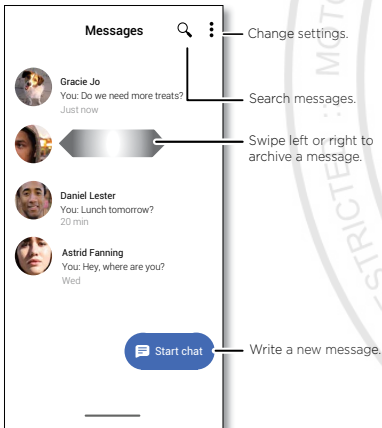 Messages
Change settings.
Gracie Jo
You: Do we need more treats?
Just now
Search messages.
Swipe left or right to
archive a message.
Daniel Lester
You: Lunch tomorrow?
20 min
Astrid Fanning
You: Hey, where are you?
Wed
Start chat
Write a new message.